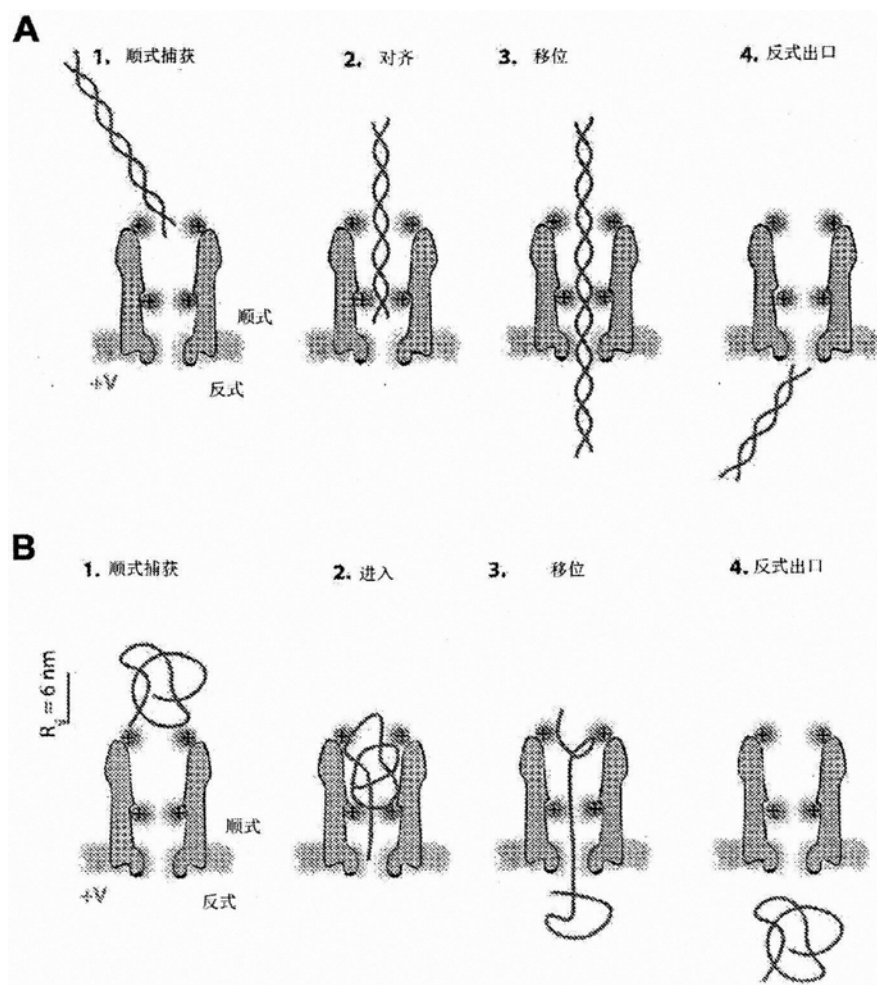 A
1. 顺式捕获
2. 对齐
3. 移位
4. 反式出口
顺式
+V
反式
B
1. 顺式捕获
2. 进入
3. 移位
4. 反式出口
Rg = 6 nm
顺式
+V
反式